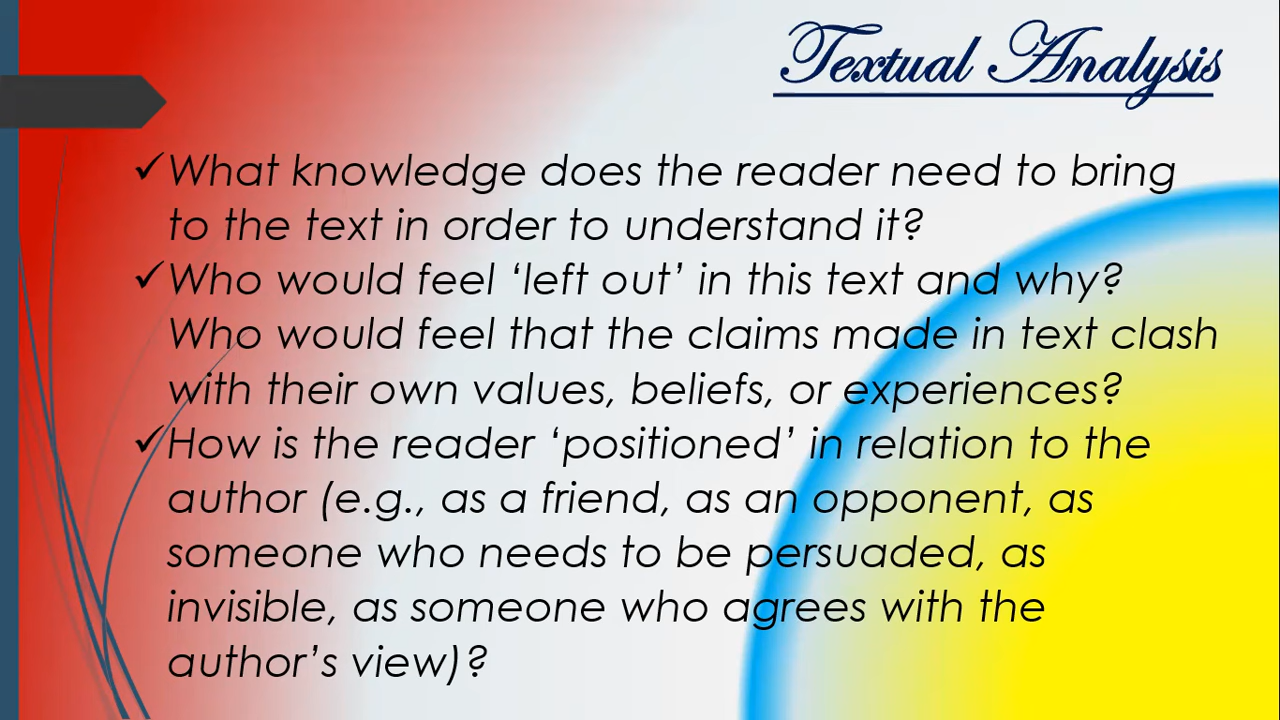 Textual Analysis
✓What knowledge does the reader need to bring
to the text in order to understand it?
✓Who would feel ‘left out’ in this text and why?
Who would feel that the claims made in text clash
with their own values, beliefs, or experiences?
✓How is the reader ‘positioned’ in relation to the
author (e.g., as a friend, as an opponent, as
someone who needs to be persuaded, as
invisible, as someone who agrees with the
author’s view)?